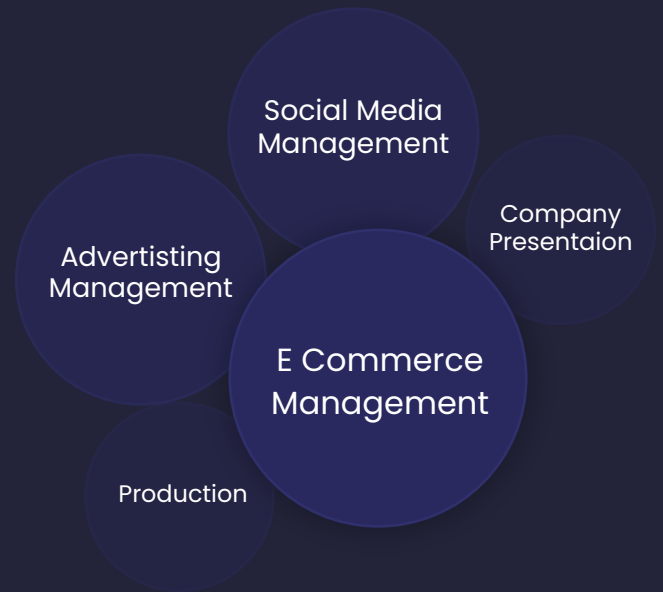 Social Media
Management
Company
Presentaion
Advertisting
Management
E Commerce
Management
Production